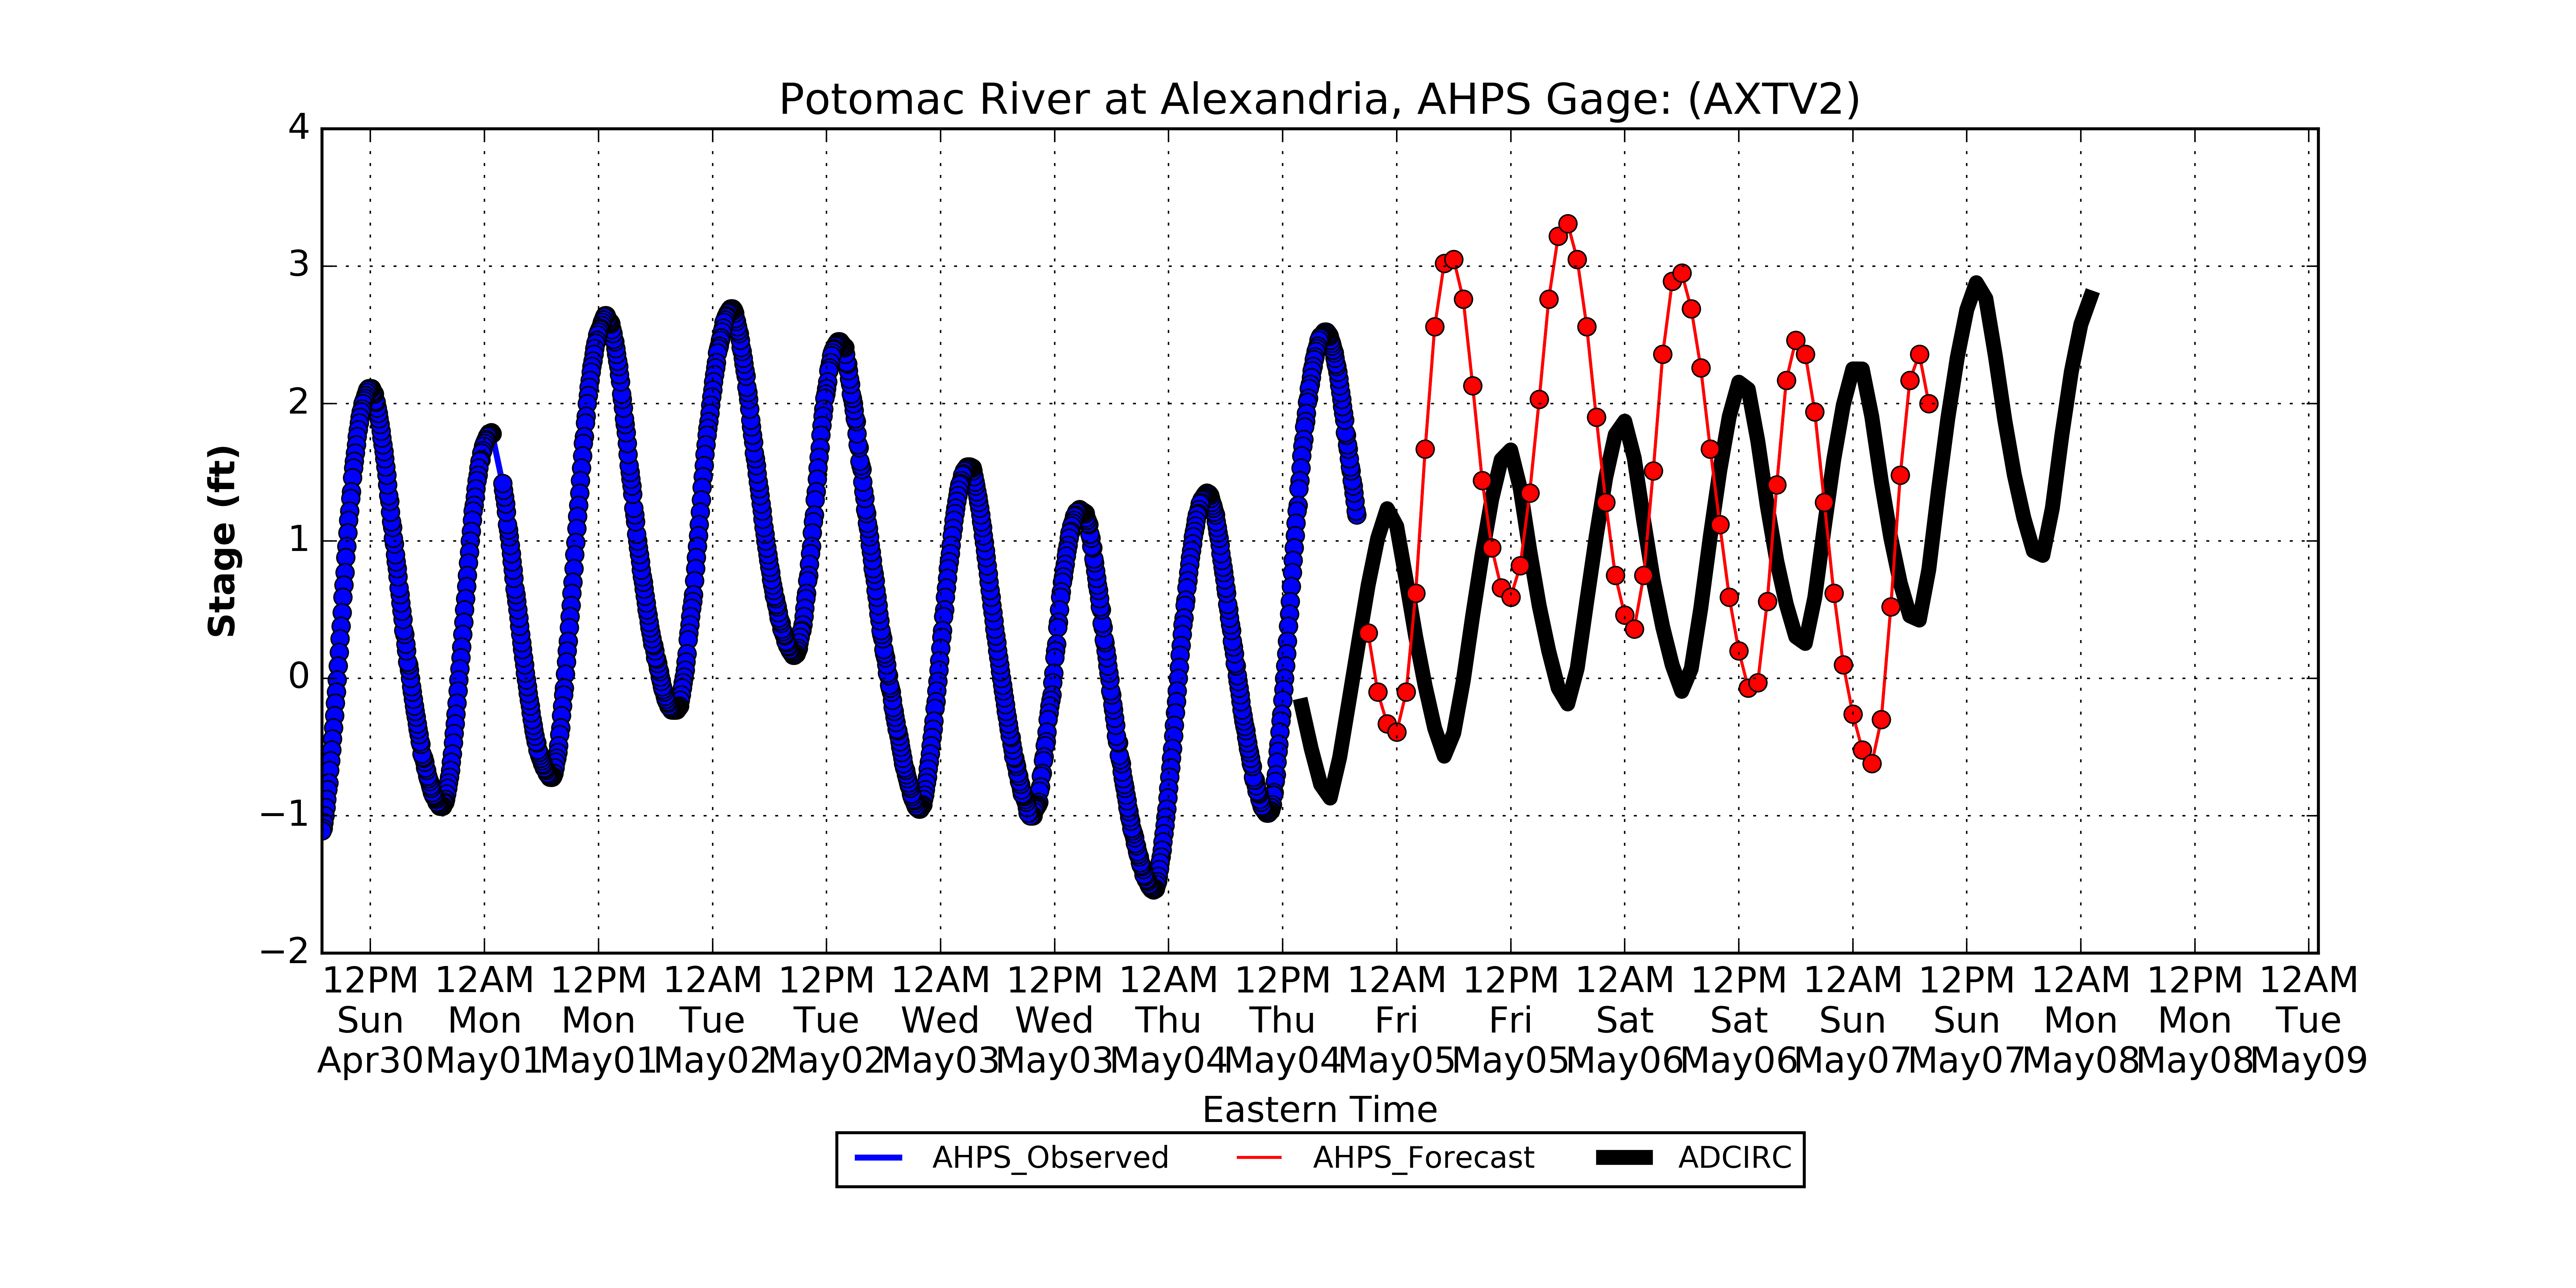 Potomac River at Alexandria, AHPS Gage: (AXTV2)
4
3
2
1
0
−1
−2
Stage (ft)
12PM 12AM 12PM 12AM 12PM 12AM 12PM 12AM 12PM 12AM 12PM 12AM 12PM 12AM 12PM 12AM 12PM 12AM
Sun Mon Mon Tue Tue Wed Wed Thu Thu Fri Fri Sat Sat Sun Sun Mon Mon Tue
Apr30 May01 May01 May02 May02 May03 May03 May04 May04 May05 May05 May06 May06 May07 May07 May08 May08 May09
Eastern Time
AHPS_Observed AHPS_Forecast ADCIRC